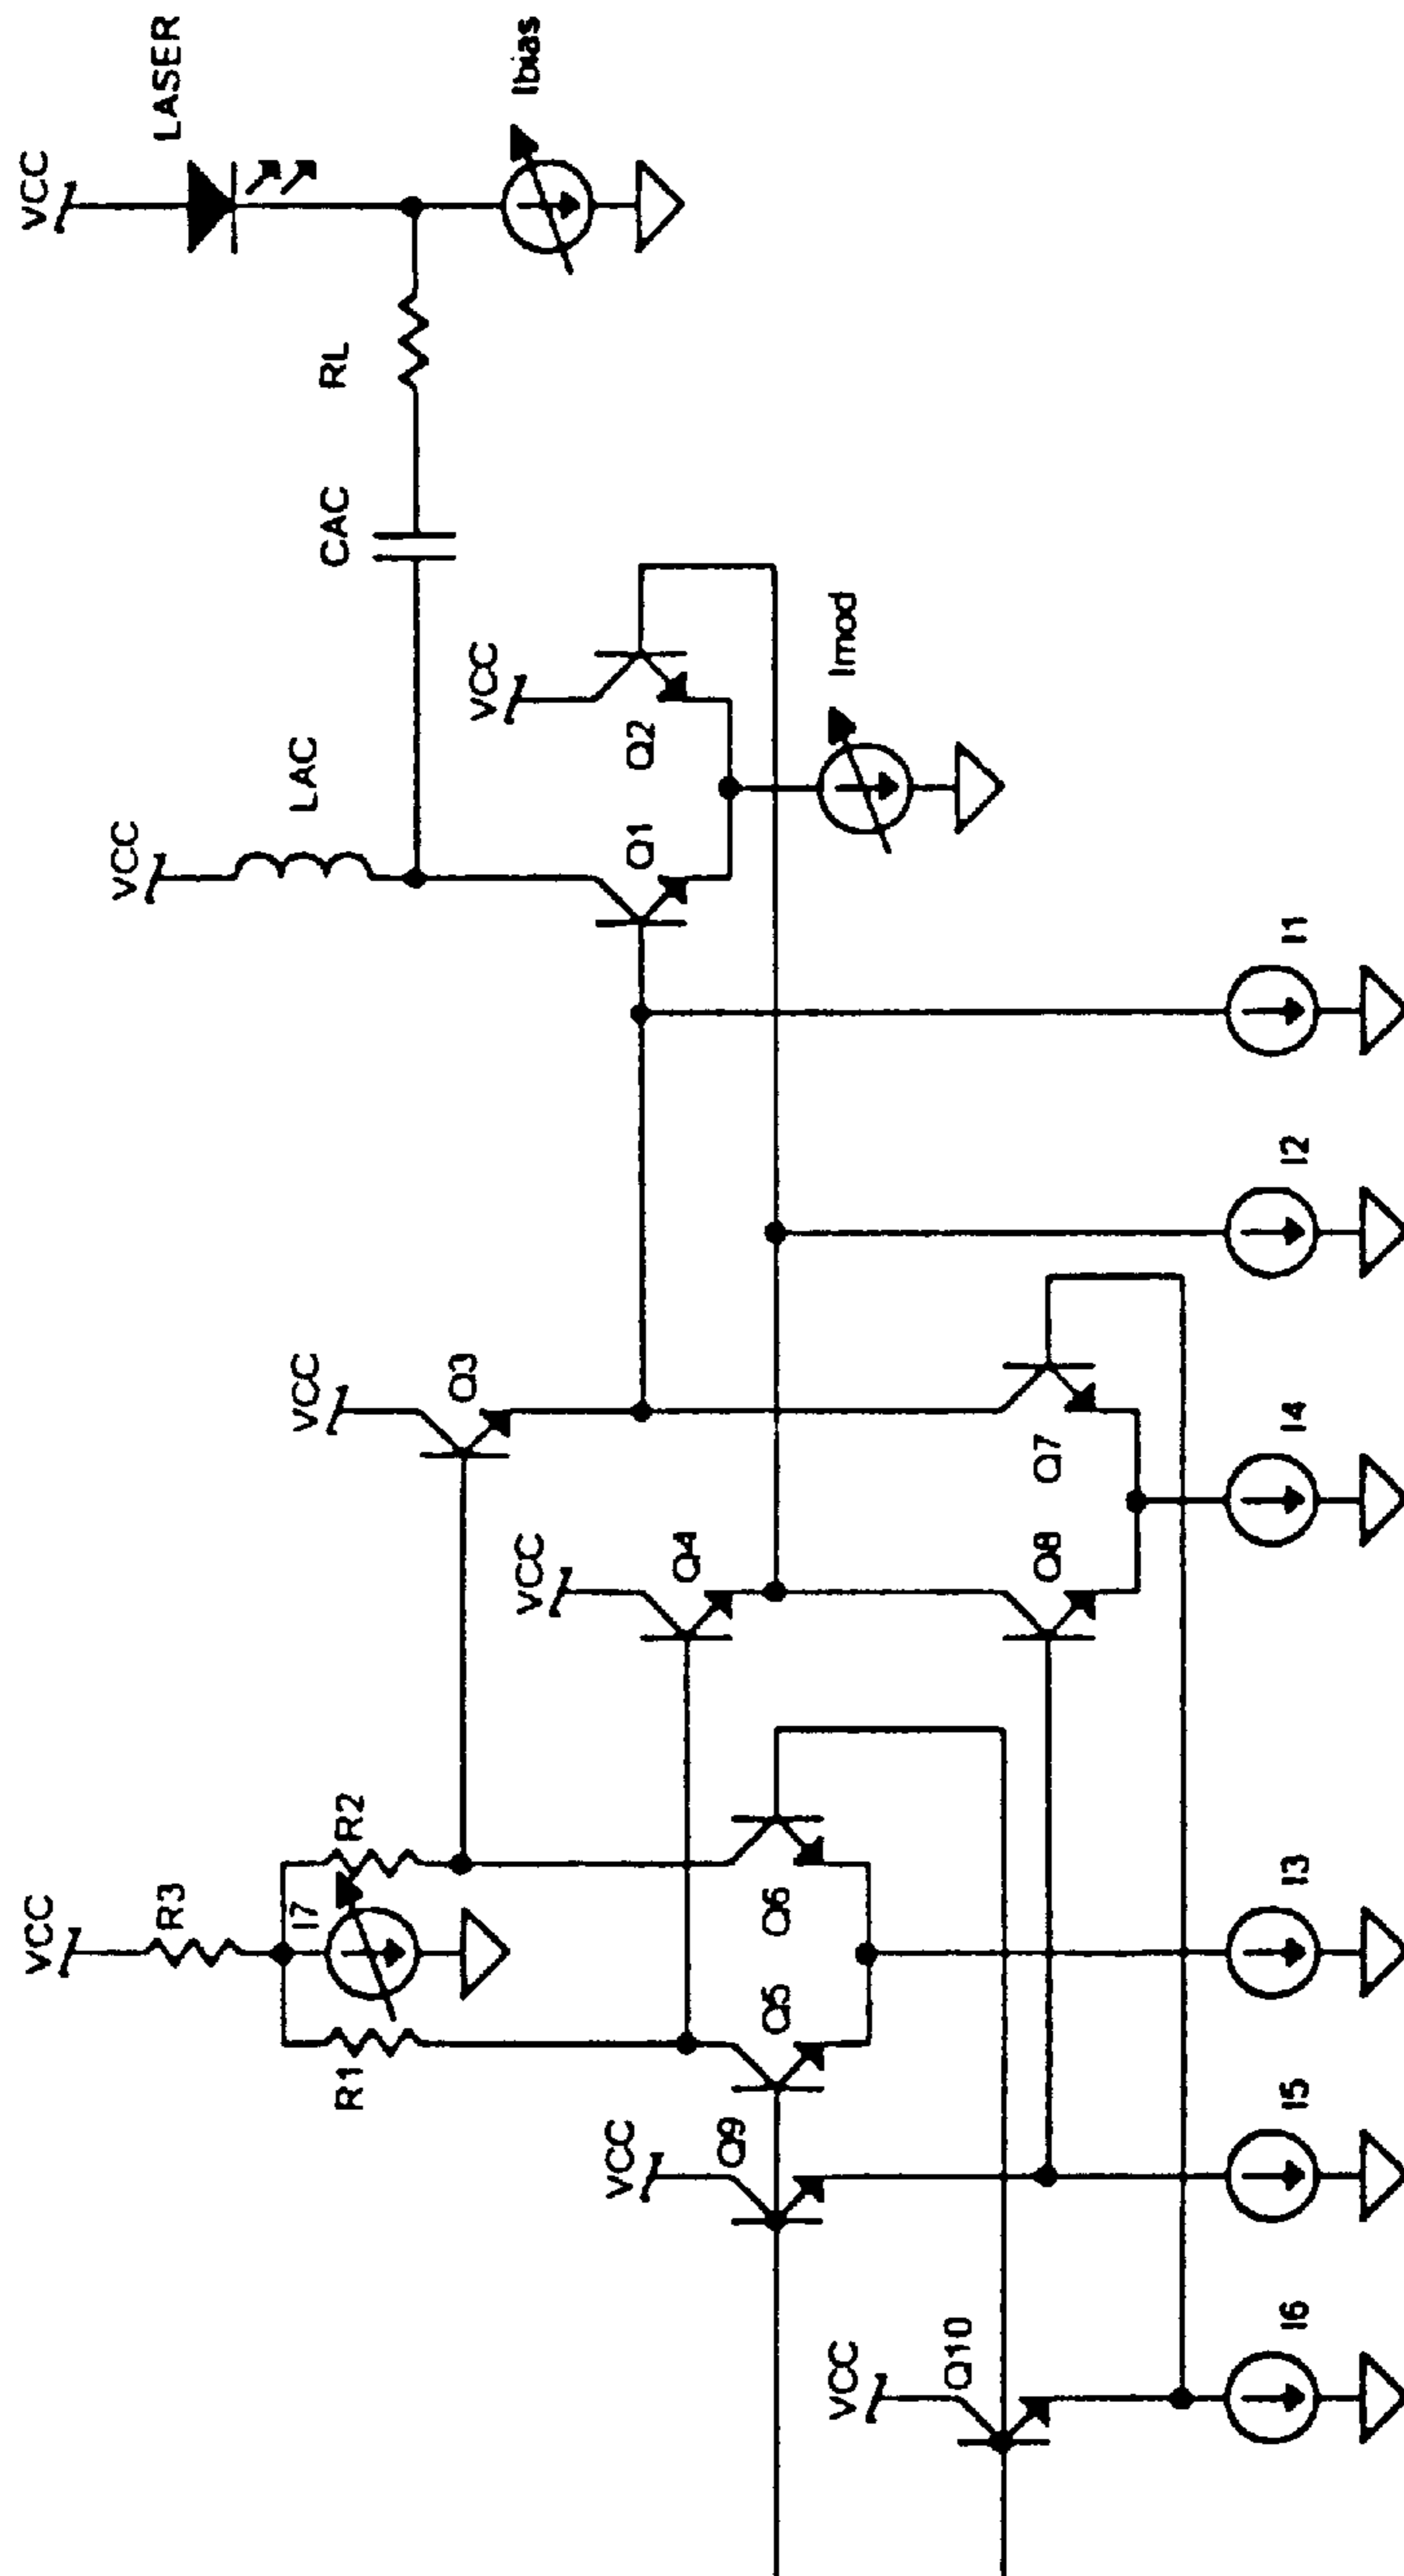 VCC
LASER
Ibias
RL
CAC
VCC
LAC
VCC
Q2
Q1
Imod
I1
I2
VCC
Q3
VCC
Q4
Q7
Q8
I4
VCC
R3
R2
I7
R1
Q6
Q5
I3
VCC
Q9
I5
VCC
Q10
I6